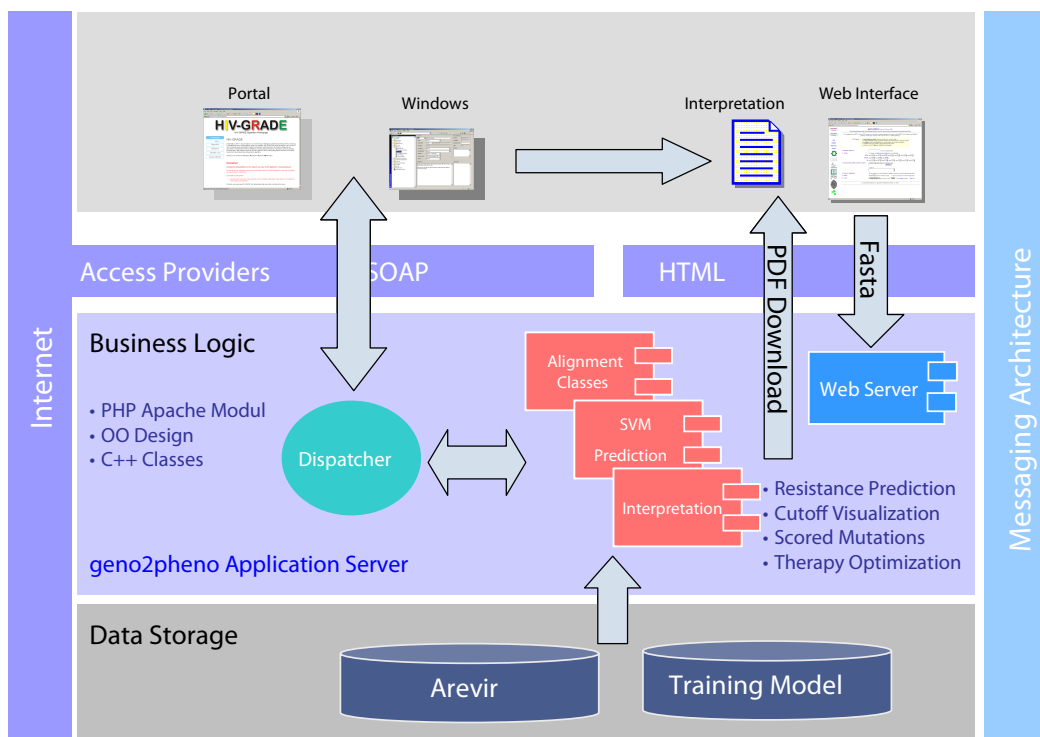 Portal
Windows
Interpretation
Web Interface
HIV-GRADE
Access Providers
SOAP
HTML
PDF Download
Fasta
Internet
Messaging Architecture
Business Logic
• PHP Apache Modul
• OO Design
• C++ Classes
Dispatcher
Alignment
Classes
SVM
Prediction
Interpretation
Web Server
• Resistance Prediction
• Cutoff Visualization
• Scored Mutations
• Therapy Optimization
geno2pheno Application Server
Data Storage
Arevir
Training Model